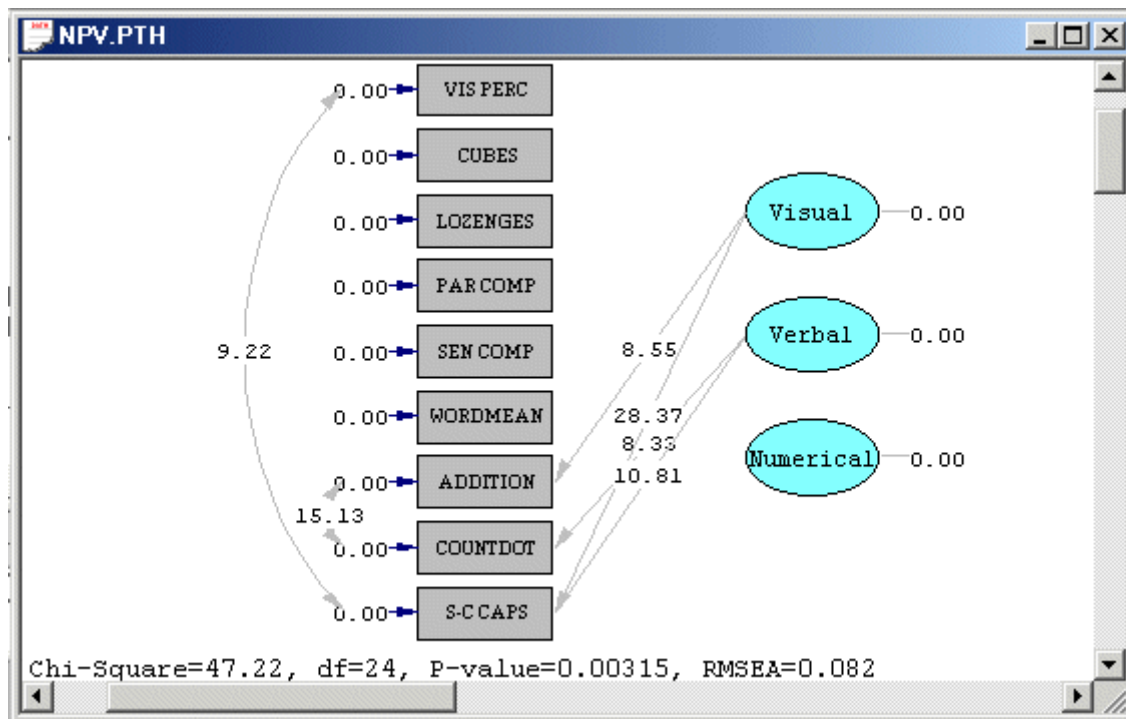 NPV.PTH
0.00 VIS PERC
0.00 CUBES
Visual 0.00
0.00 LOZENGES
0.00 PAR COMP
Verbal 0.00
9.22 0.00 SEN COMP 8.55
0.00 WORDMEAN 28.37
8.33
Numerical 0.00
10.81
0.00 ADDITION
15.13
0.00 COUNTDOT
0.00 S-C CAPS
Chi-Square=47.22, df=24, P-value=0.00315, RMSEA=0.082